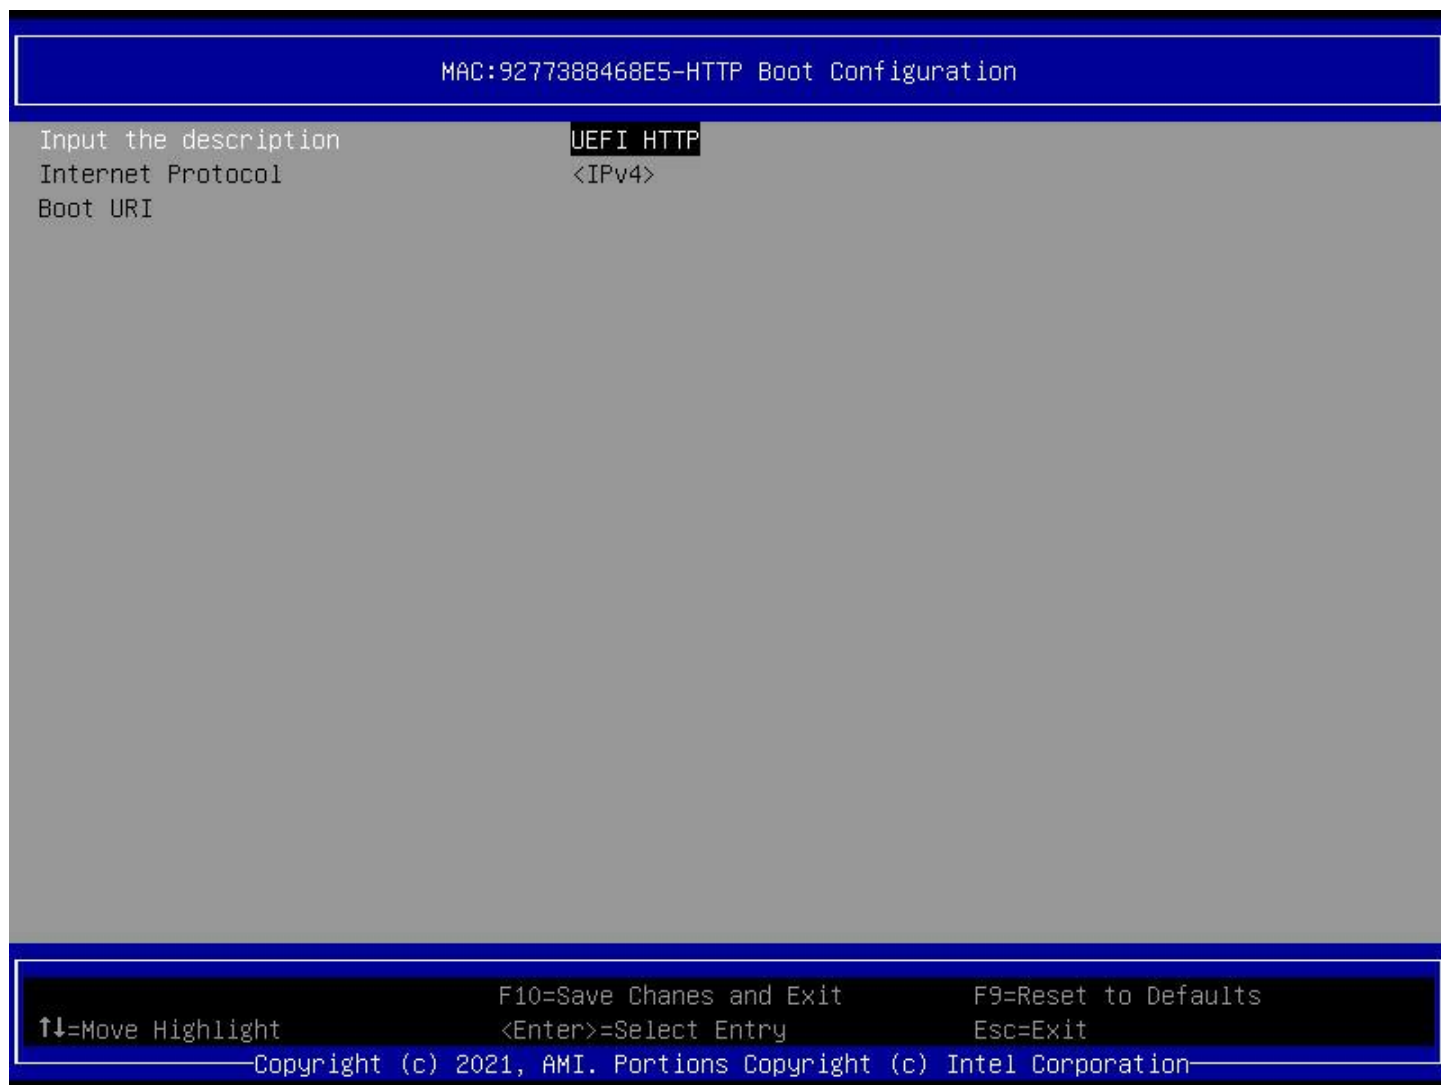 MAC:9277388468E5-HTTP Boot Configuration
Input the description UEFI HTTP
Internet Protocol <IPv4>
Boot URI
F10=Save Chanes and Exit F9=Reset to Defaults
↑↓=Move Highlight <Enter>=Select Entry Esc=Exit
Copyright (c) 2021, AMI. Portions Copyright (c) Intel Corporation